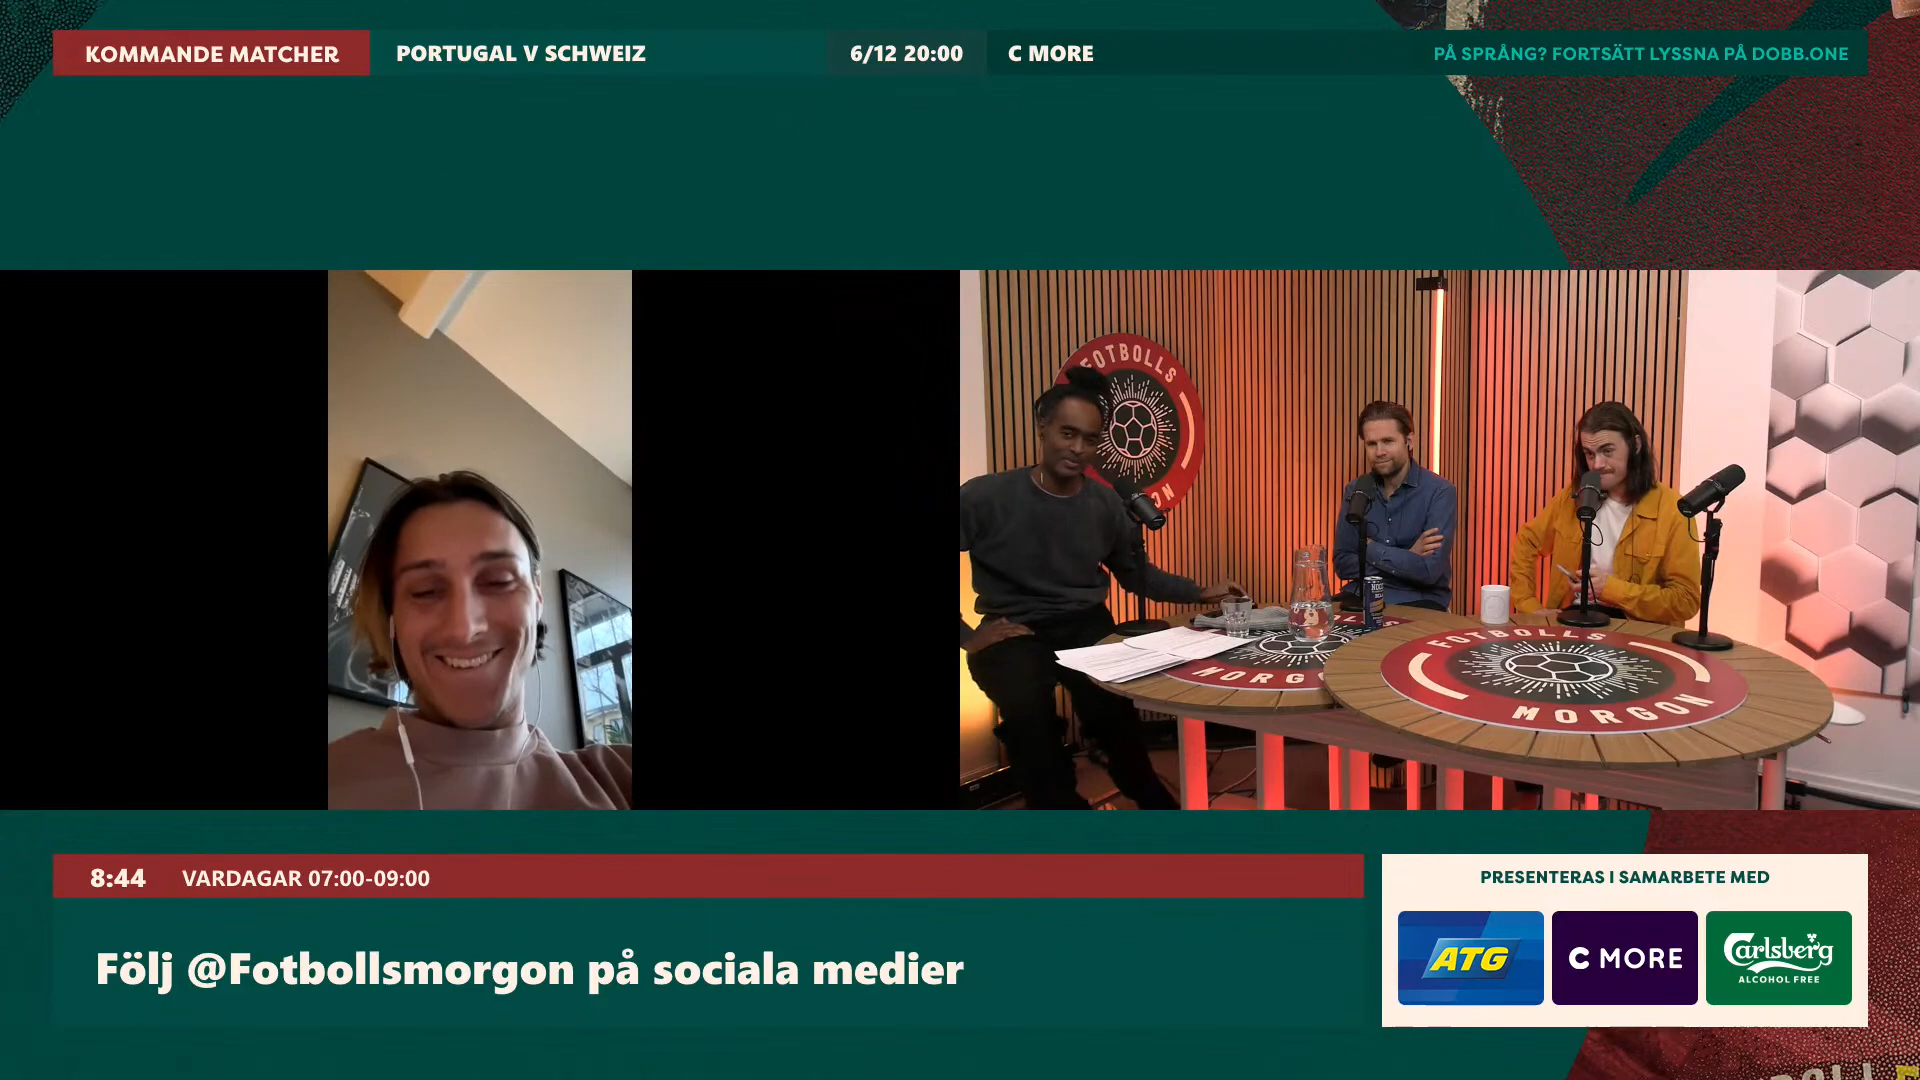 KOMMANDE MATCHER
PORTUGAL V SCHWEIZ
6/12 20:00
C MORE
PÅ SPRÅNG? FORTSÄTT LYSSNA PÅ DOBB.ONE
FOTBOLLS
FOTBOLLS
MORGON
8:44
VARDAGAR 07:00-09:00
Följ @Fotbollsmorgon på sociala medier
PRESENTERAS I SAMARBETE MED
ATG
C MORE
Carlsberg
ALCOHOL FREE